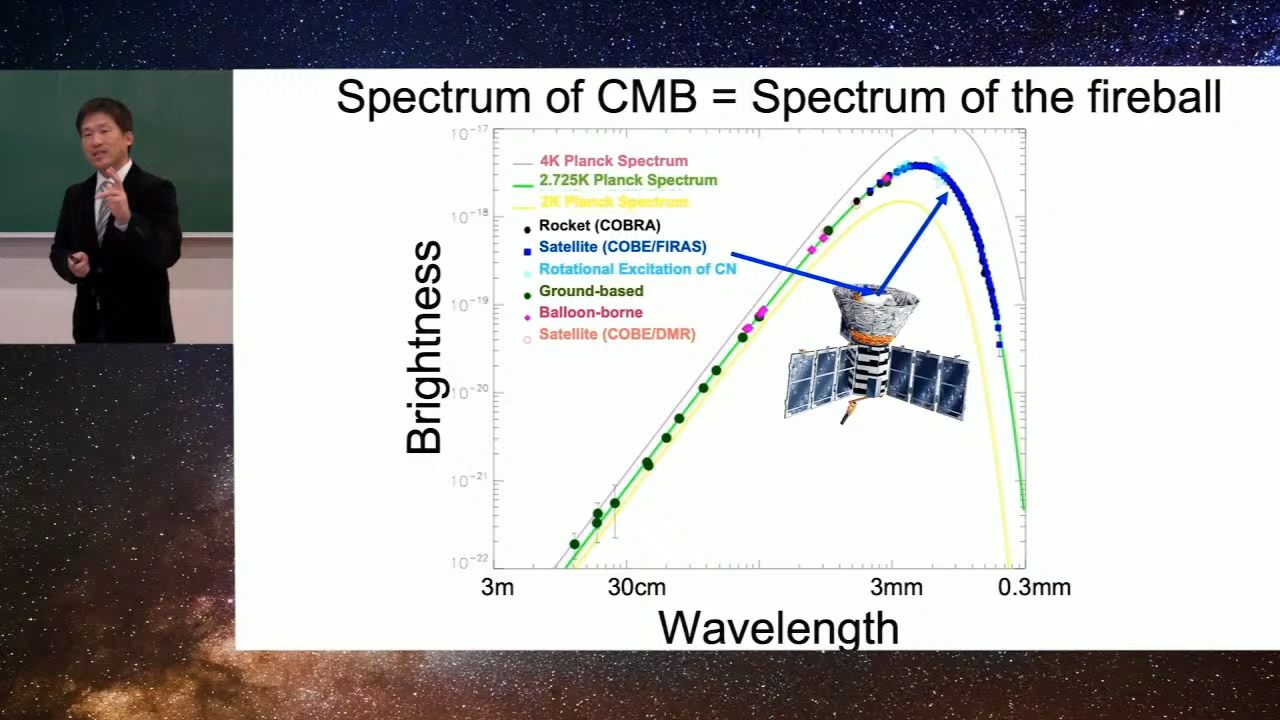 Spectrum of CMB = Spectrum of the fireball
10⁻¹⁷
10⁻¹⁸
10⁻¹⁹
10⁻²⁰
10⁻²¹
10⁻²²
Brightness
4K Planck Spectrum
2.725K Planck Spectrum
2K Planck Spectrum
Rocket (COBRA)
Satellite (COBE/FIRAS)
Rotational Excitation of CN
Ground-based
Balloon-borne
Satellite (COBE/DMR)
3m 30cm 3mm 0.3mm
Wavelength